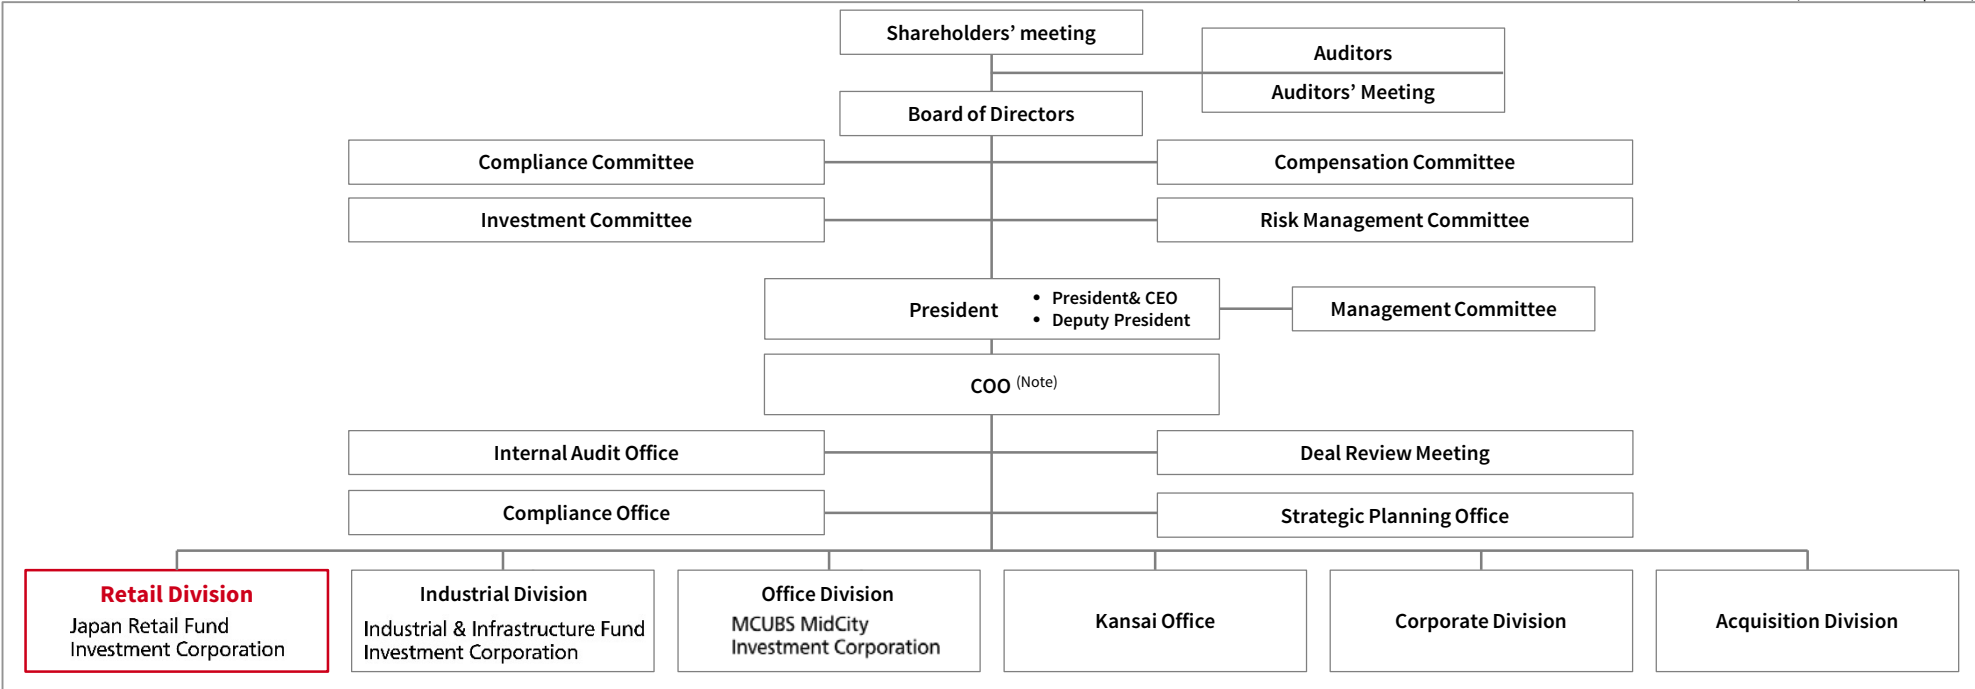 Shareholders’ meeting
Auditors
Auditors’ Meeting
Board of Directors
Compliance Committee
Compensation Committee
Investment Committee
Risk Management Committee
President
• President& CEO
• Deputy President
Management Committee
COO (Note)
Internal Audit Office
Deal Review Meeting
Compliance Office
Strategic Planning Office
Retail Division
Japan Retail Fund
Investment Corporation
Industrial Division
Industrial & Infrastructure Fund
Investment Corporation
Office Division
MCUBS MidCity
Investment Corporation
Kansai Office
Corporate Division
Acquisition Division